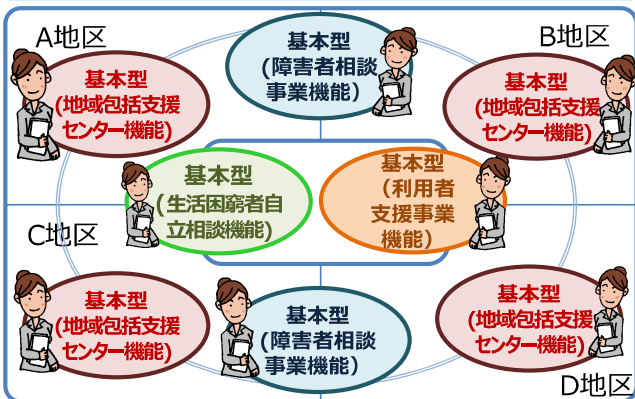 A地区
基本型
(地域包括支援
センター機能)
基本型
(障害者相談
事業機能）
B地区
基本型
(地域包括支援
センター機能)
基本型
(生活困窮者自
立相談機能)
基本型
（利用者
支援事業
機能）
C地区
基本型
(地域包括支援
センター機能)
基本型
(障害者相談
事業機能）
基本型
(地域包括支援
センター機能)
D地区